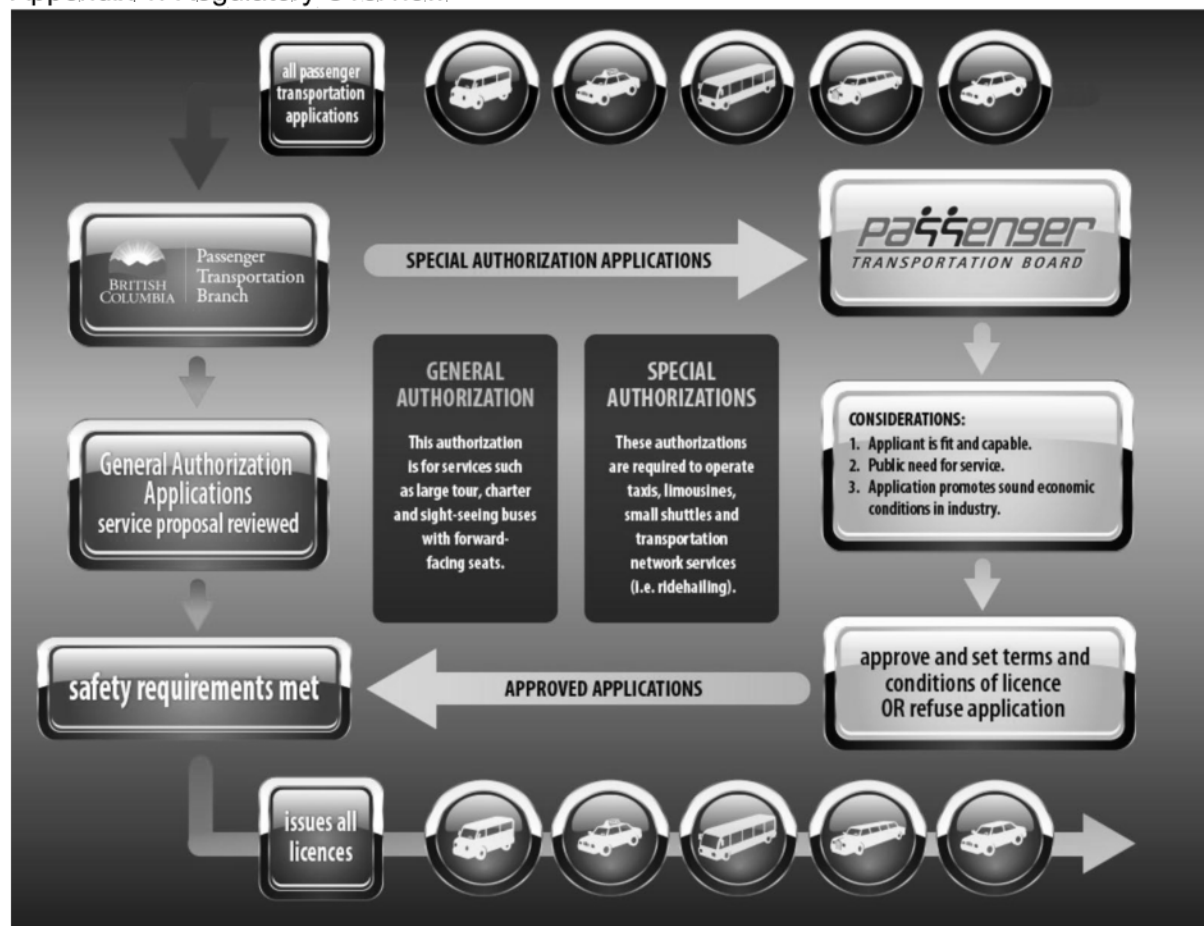 all passenger
transportation
applications
BRITISH
COLUMBIA
Passenger
Transportation
Branch
SPECIAL AUTHORIZATION APPLICATIONS
passenger
TRANSPORTATION BOARD
GENERAL
AUTHORIZATION
This authorization
is for services such
as large tour, charter
and sight-seeing buses
with forward-
facing seats.
SPECIAL
AUTHORIZATIONS
These authorizations
are required to operate
taxis, limousines,
small shuttles and
transportation
network services
(i.e. ridehailing).
CONSIDERATIONS:
1. Applicant is fit and capable.
2. Public need for service.
3. Application promotes sound economic
conditions in industry.
General Authorization
Applications
service proposal reviewed
safety requirements met
APPROVED APPLICATIONS
approve and set terms and
conditions of licence
OR refuse application
issues all
licences